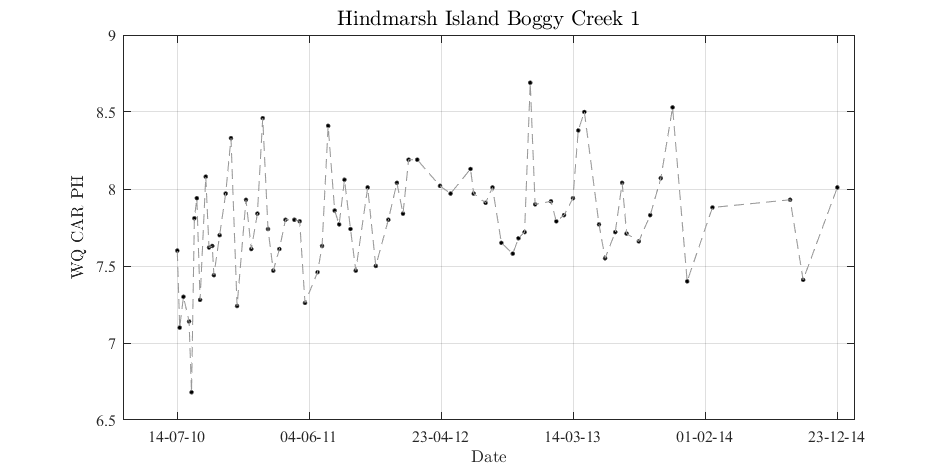 Hindmarsh Island Boggy Creek 1
9
8.5
8
7.5
7
6.5
WQ CAR PH
14-07-10 04-06-11 23-04-12 14-03-13 01-02-14 23-12-14
Date